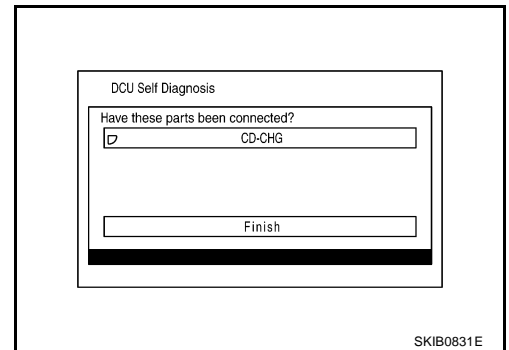 DCU Self Diagnosis
Have these parts been connected?
CD-CHG
Finish
SKIB0831E